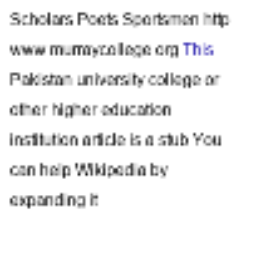 Scholars Poets Sportsmen http
www murraycollege org This
Pakistan university college or
other higher education
institution article is a stub You
can help Wikipedia by
expanding it